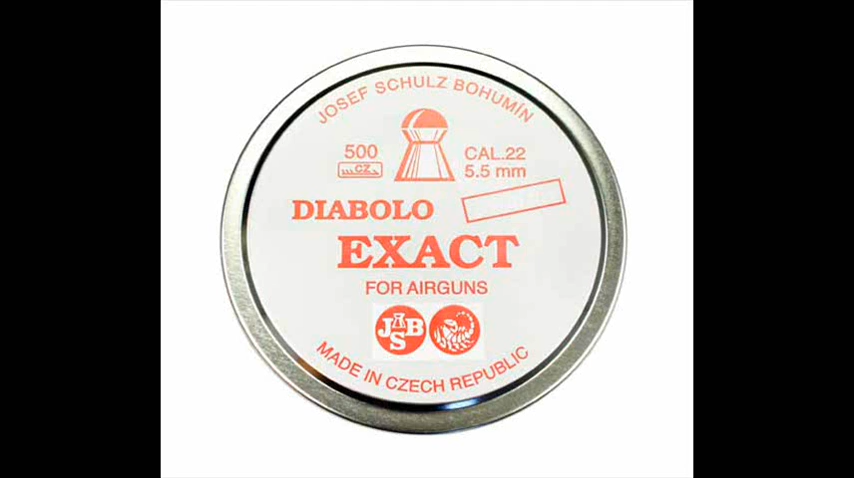 JOSEF SCHULZ BOHUMÍN
500
CZ
CAL.22
5.5 mm
DIABOLO
EXACT
FOR AIRGUNS
JSB
MADE IN CZECH REPUBLIC